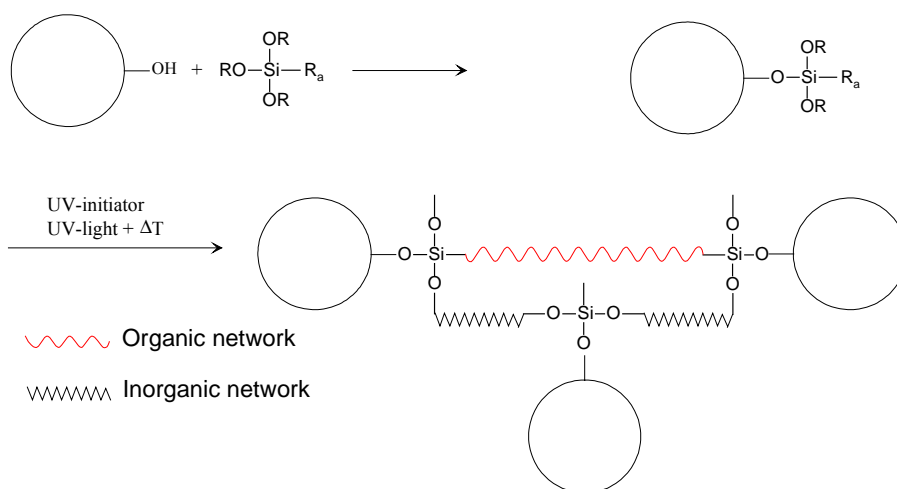 OH + RO-Si-Ra
OR
OR
O-Si-Ra
OR
OR
UV-initiator
UV-light + ΔT
O-Si
O
O
Si-O
O
O
O-Si-O
O
Organic network
Inorganic network